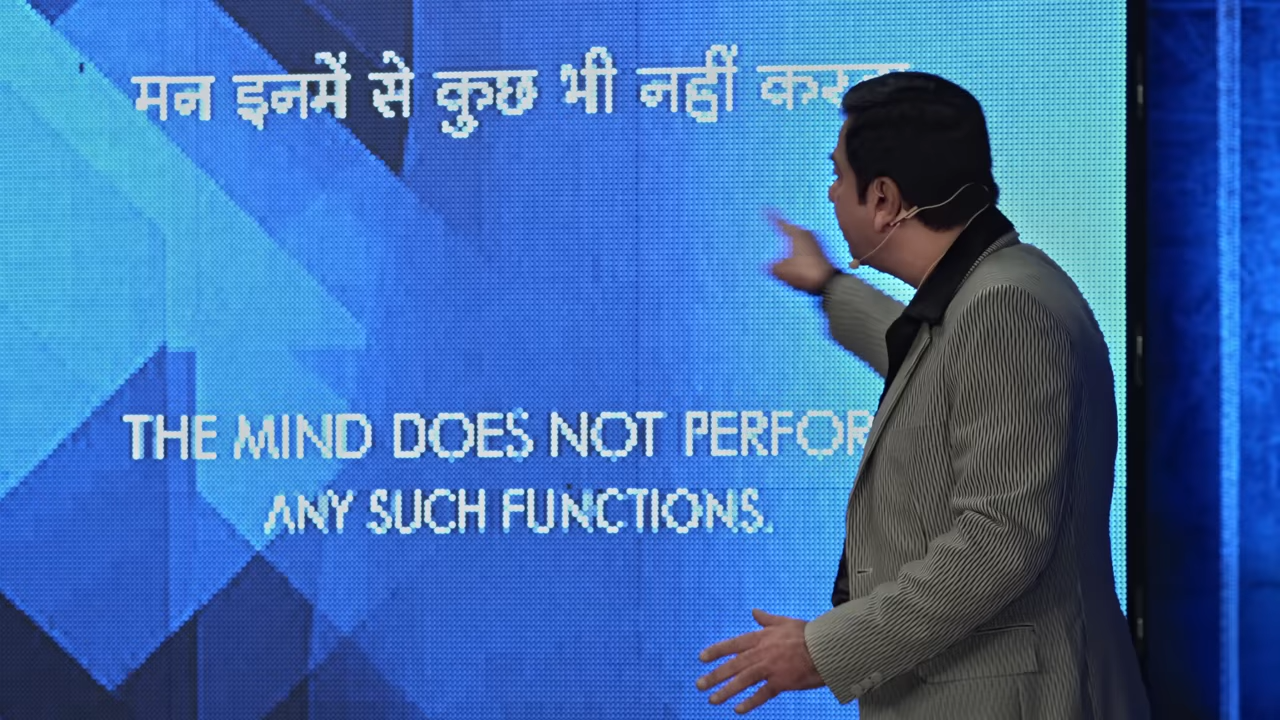 मन इनमें से कुछ भी नहीं
THE MIND DOES NOT
ANY SUCH FUNCTIONS.